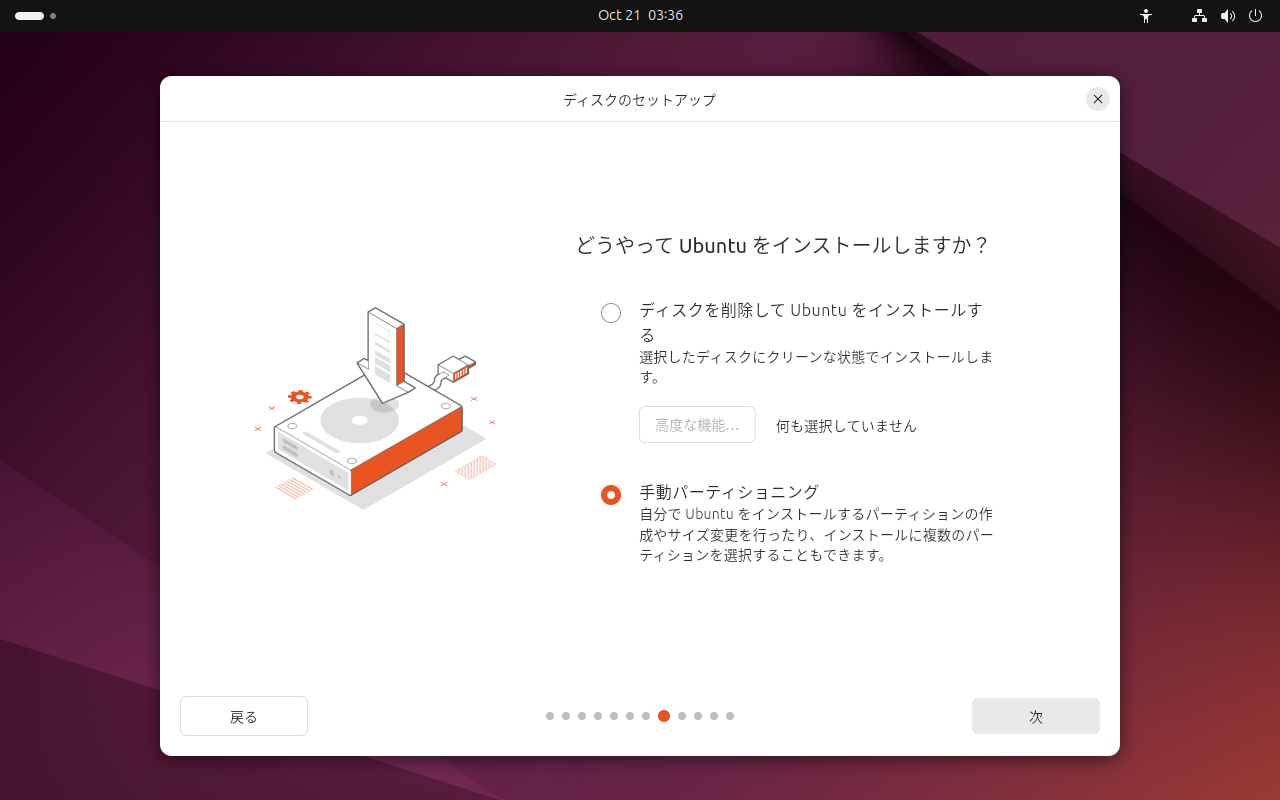 Oct 21 03:36
ディスクのセットアップ
どうやって Ubuntu をインストールしますか？
ディスクを削除して Ubuntu をインストールす
る
選択したディスクにクリーンな状態でインストールしま
す。
高度な機能...
何も選択していません
手動パーティショニング
自分で Ubuntu をインストールするパーティションの作
成やサイズ変更を行ったり、インストールに複数のパー
ティションを選択することもできます。
戻る
次